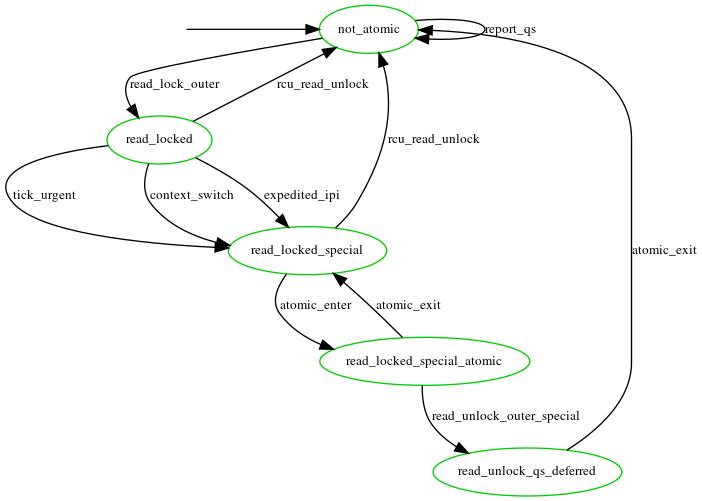 not_atomic
report_qs
read_lock_outer
rcu_read_unlock
read_locked
rcu_read_unlock
tick_urgent
context_switch
expedited_ipi
read_locked_special
atomic_exit
atomic_enter
atomic_exit
read_locked_special_atomic
read_unlock_outer_special
read_unlock_qs_deferred